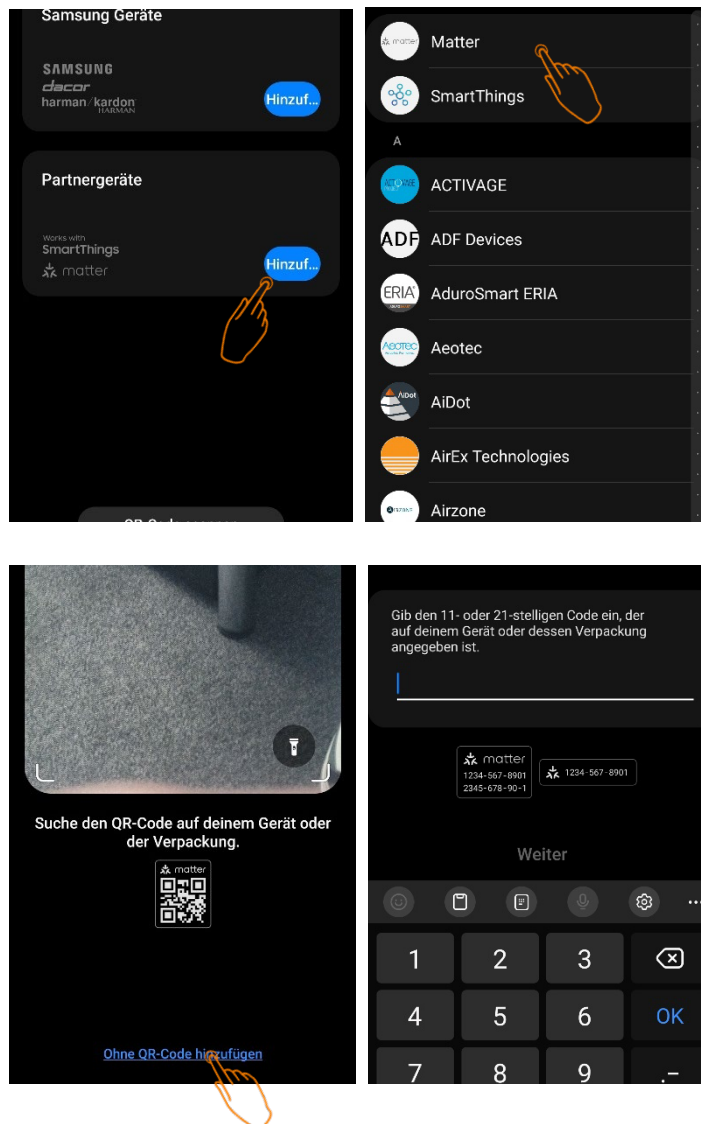 Samsung Geräte
SAMSUNG
dacor
harman/kardon
HARMAN
Hinzuf...
Partnergeräte
Works with
SmartThings
matter
Hinzuf...
matter
Matter
SmartThings
A
ACTIVAGE
ADF
ADF Devices
ERIA
AduroSmart ERIA
AEOTEC
Aeotec
AiDot
AiDot
AirEx Technologies
AIRZONE
Airzone
Suche den QR-Code auf deinem Gerät oder
der Verpackung.
matter
Ohne QR-Code hinzufügen
Gib den 11- oder 21-stelligen Code ein, der
auf deinem Gerät oder dessen Verpackung
angegeben ist.
matter
1234-567-8901
2345-678-90-1
1234-567-8901
Weiter
1 2 3
4 5 6 OK
7 8 9 .-